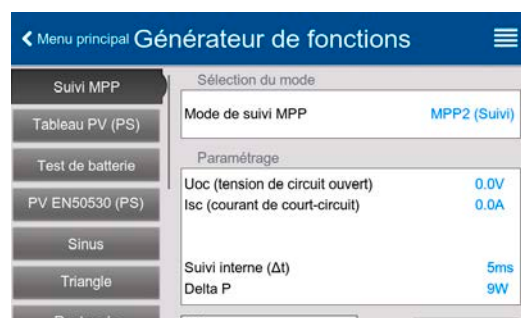 Menu principal Générateur de fonctions
Suivi MPP
Tableau PV (PS)
Test de batterie
PV EN50530 (PS)
Sinus
Triangle
Sélection du mode
Mode de suivi MPP MPP2 (Suivi)
Paramétrage
Uoc (tension de circuit ouvert) 0.0V
Isc (courant de court-circuit) 0.0A
Suivi interne (Δt) 5ms
Delta P 9W